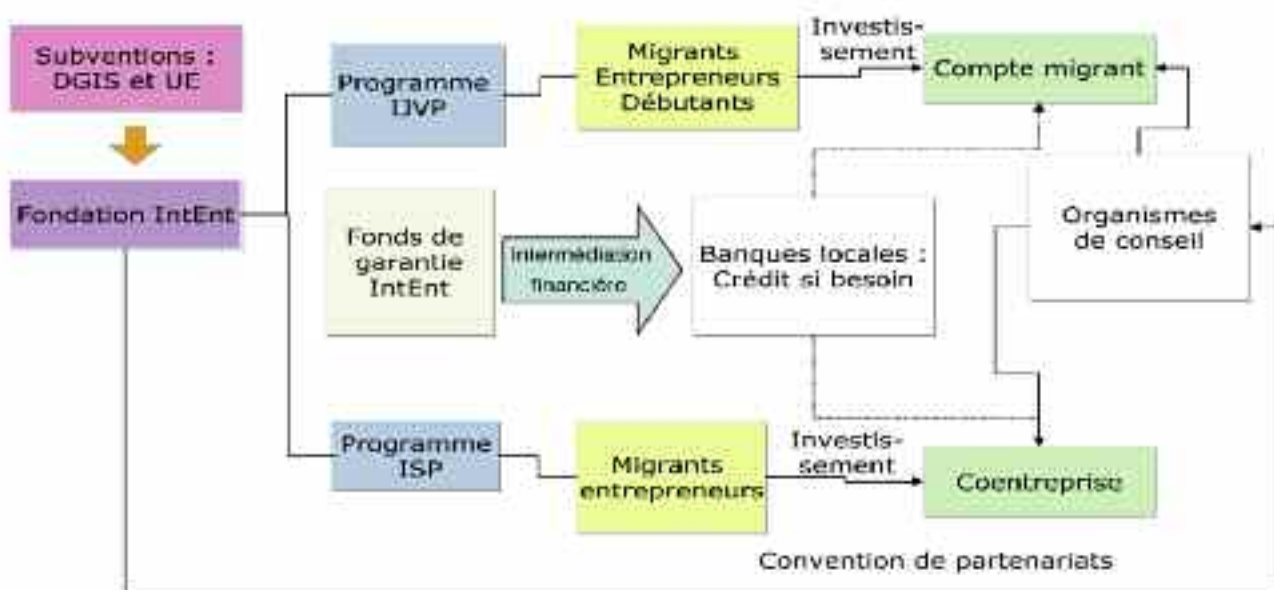 Subventions :
DGIS et UE
Fondation IntEnt
Programme
IJVP
Migrants
Entrepreneurs
Débutants
Investis-
sement
Compte migrant
Fonds de
garantie
IntEnt
Intermédiation
financière
Banques locales :
Crédit si besoin
Organismes
de conseil
Programme
ISP
Migrants
entrepreneurs
Investis-
sement
Coentreprise
Convention de partenariats